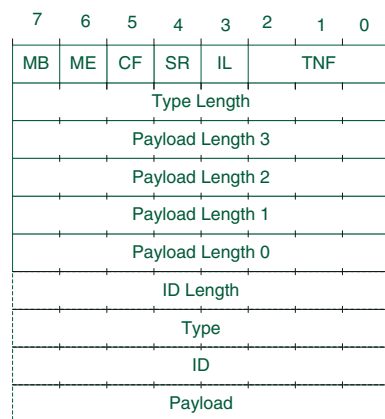 7 6 5 4 3 2 1 0
MB ME CF SR IL TNF
Type Length
Payload Length 3
Payload Length 2
Payload Length 1
Payload Length 0
ID Length
Type
ID
Payload